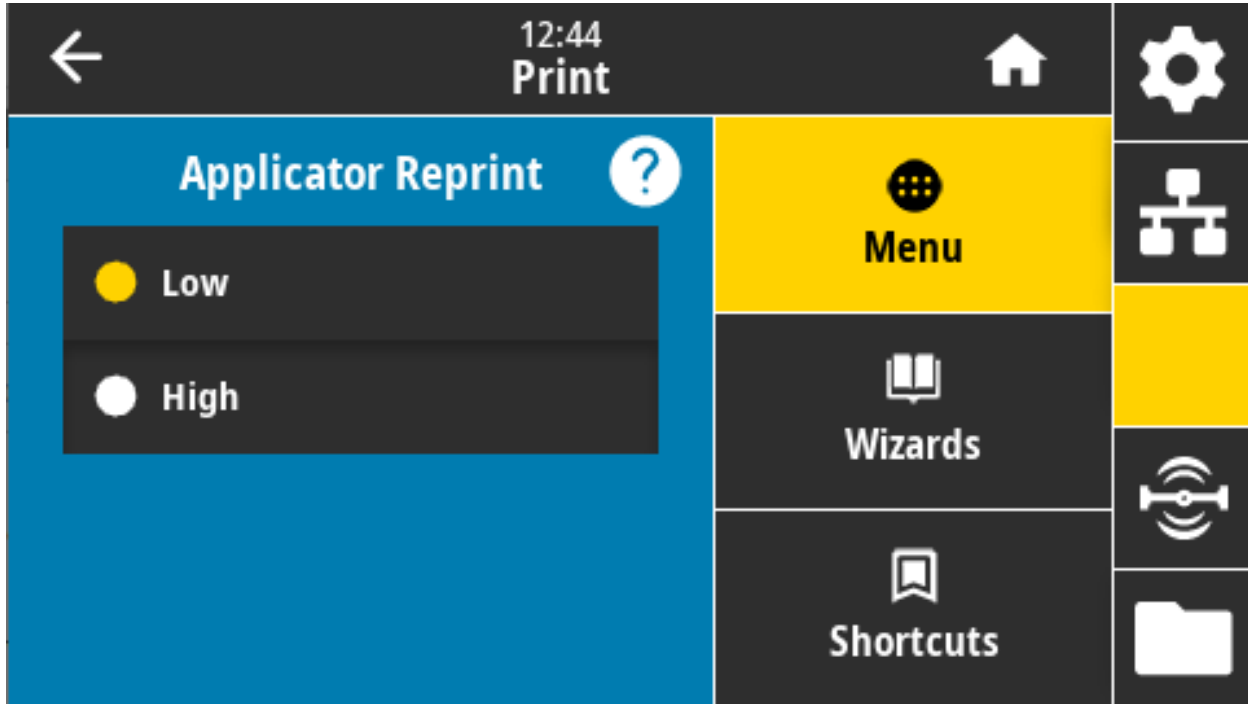 12:44
Print
Applicator Reprint
?
Low
High
Menu
Wizards
Shortcuts